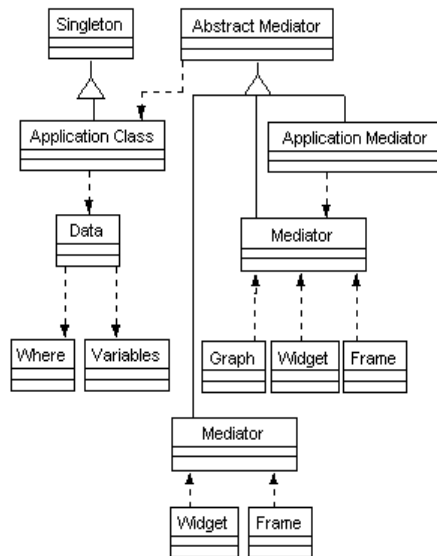 Singleton
Abstract Mediator
Application Class
Application Mediator
Data
Mediator
Where
Variables
Graph
Widget
Frame
Mediator
Widget
Frame